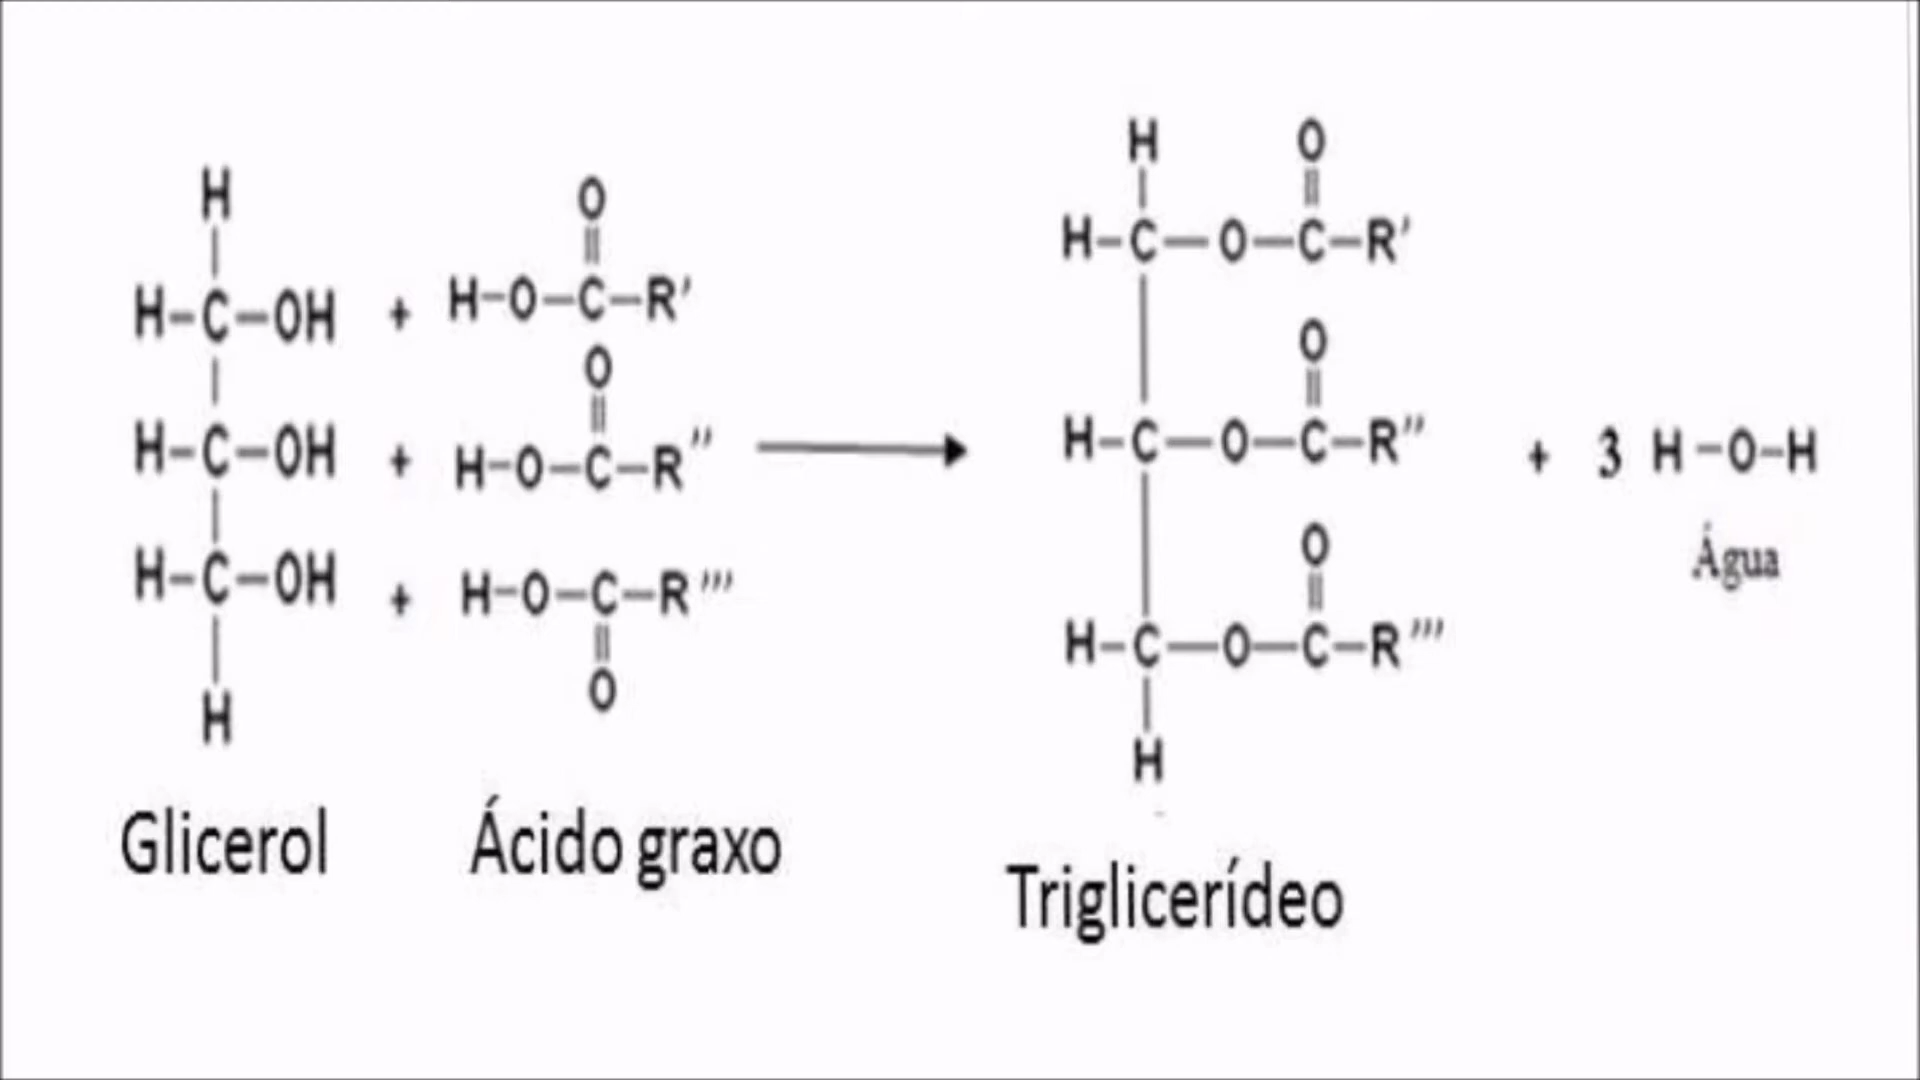 H
O
H-C-OH + H-O-C-R'
O
H-C-OH + H-O-C-R''
H-C-OH + H-O-C-R'''
O
H
Glicerol
Ácido graxo
H
O
H-C-O-C-R'
O
H-C-O-C-R'' + 3 H-O-H
Água
O
H-C-O-C-R'''
H
Triglicerídeo